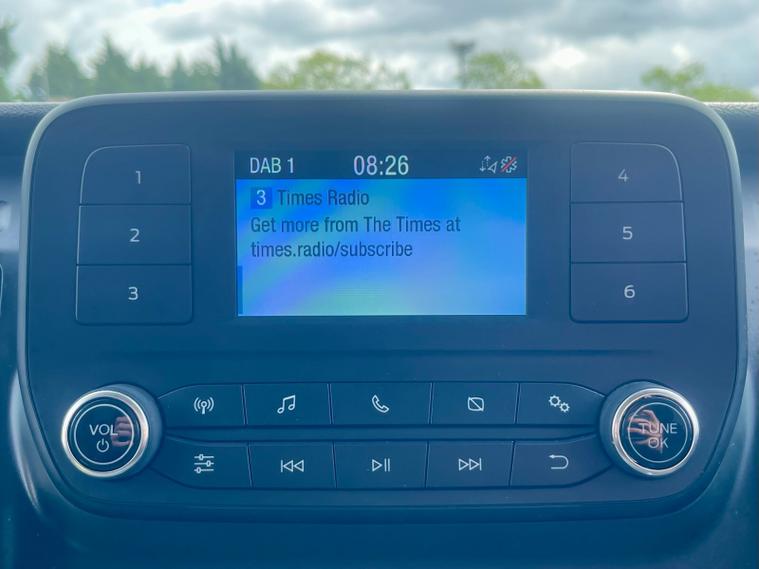 DAB 1 08:26
3 Times Radio
Get more from The Times at
times.radio/subscribe
1
2
3
4
5
6
VOL
TUNE
OK